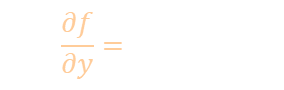 ∂f/∂y =